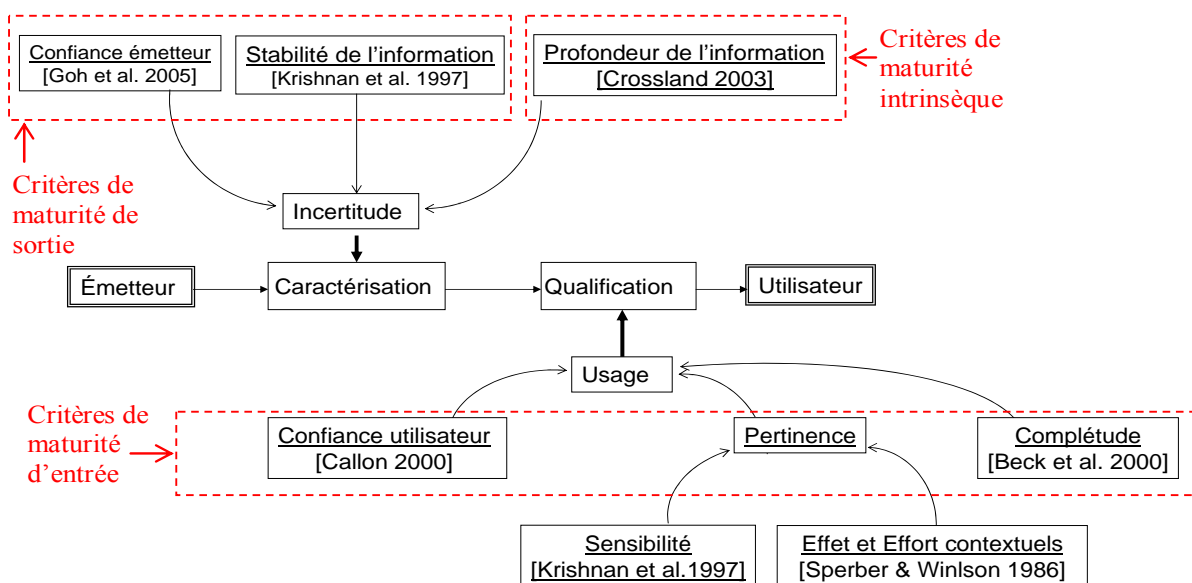 Confiance émetteur
[Goh et al. 2005]
Stabilité de l'information
[Krishnan et al. 1997]
Profondeur de l'information
[Crossland 2003]
Critères de
maturité
intrinsèque
Critères de
maturité de
sortie
Incertitude
Émetteur
Caractérisation
Qualification
Utilisateur
Usage
Critères de
maturité
d'entrée
Confiance utilisateur
[Callon 2000]
Pertinence
Complétude
[Beck et al. 2000]
Sensibilité
[Krishnan et al.1997]
Effet et Effort contextuels
[Sperber & Winlson 1986]